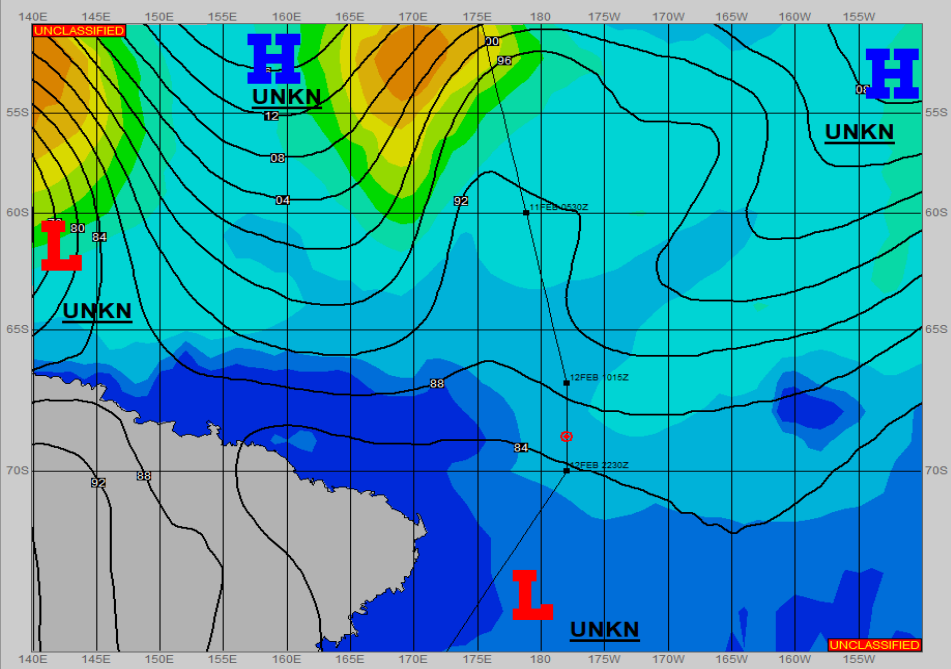 140E 145E 150E 155E 160E 165E 170E 175E 180 175W 170W 165W 160W 155W
UNCLASSIFIED
H
H
00
96
UNKN
08
12
55S 55S
UNKN
08
04
92
11FEB 0530Z
60S 60S
80
84
L
UNKN
65S 65S
12FEB 1015Z
88
84
12FEB 2230Z
70S 70S
88
92
L
UNKN
UNCLASSIFIED
140E 145E 150E 155E 160E 165E 170E 175E 180 175W 170W 165W 160W 155W